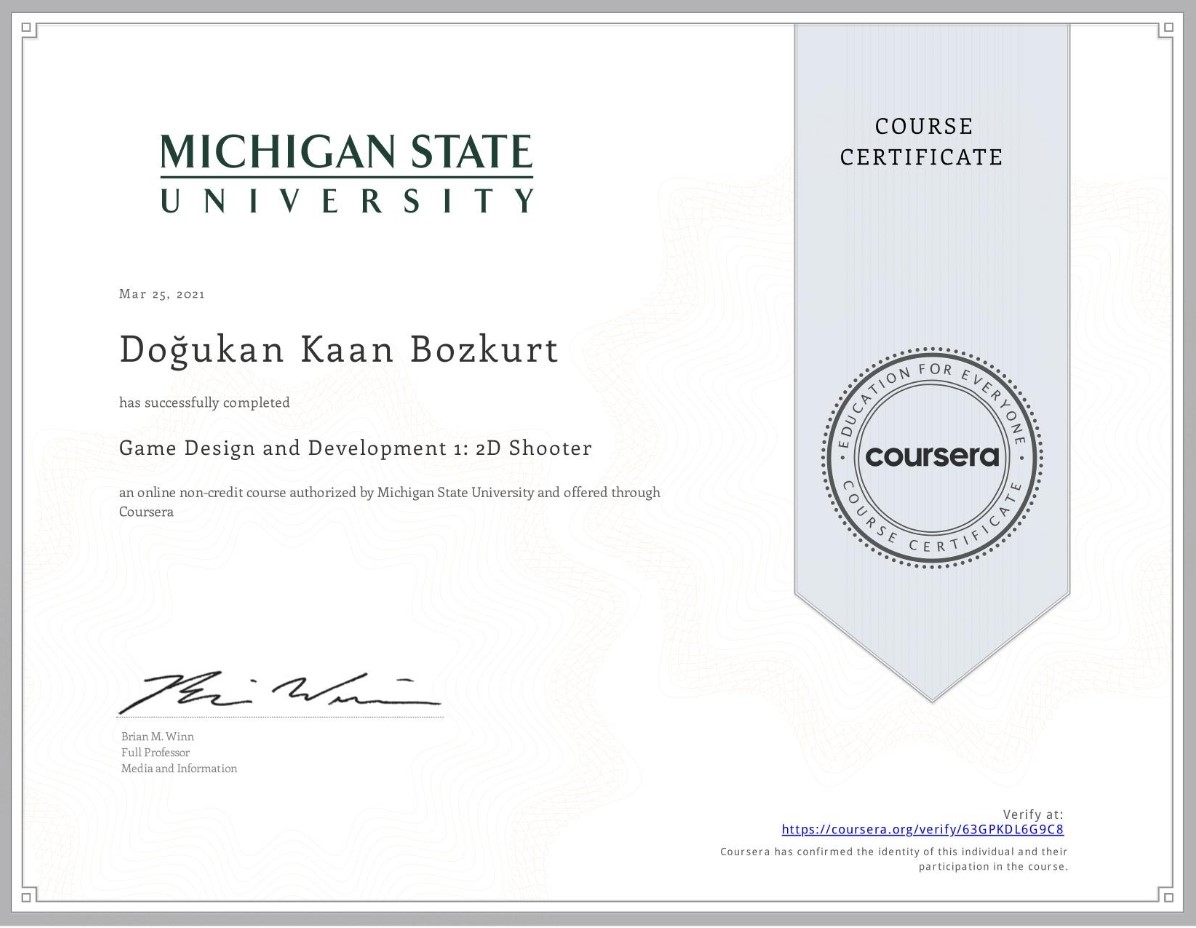 MICHIGAN STATE
UNIVERSITY
COURSE
CERTIFICATE
Mar 25, 2021
Doğukan Kaan Bozkurt
has successfully completed
Game Design and Development 1: 2D Shooter
an online non-credit course authorized by Michigan State University and offered through
Coursera
EDUCATION FOR EVERYONE
coursera
COURSE CERTIFICATE
Brian M. Winn
Full Professor
Media and Information
Verify at:
https://coursera.org/verify/63GPKDL6G9C8
Coursera has confirmed the identity of this individual and their
participation in the course.